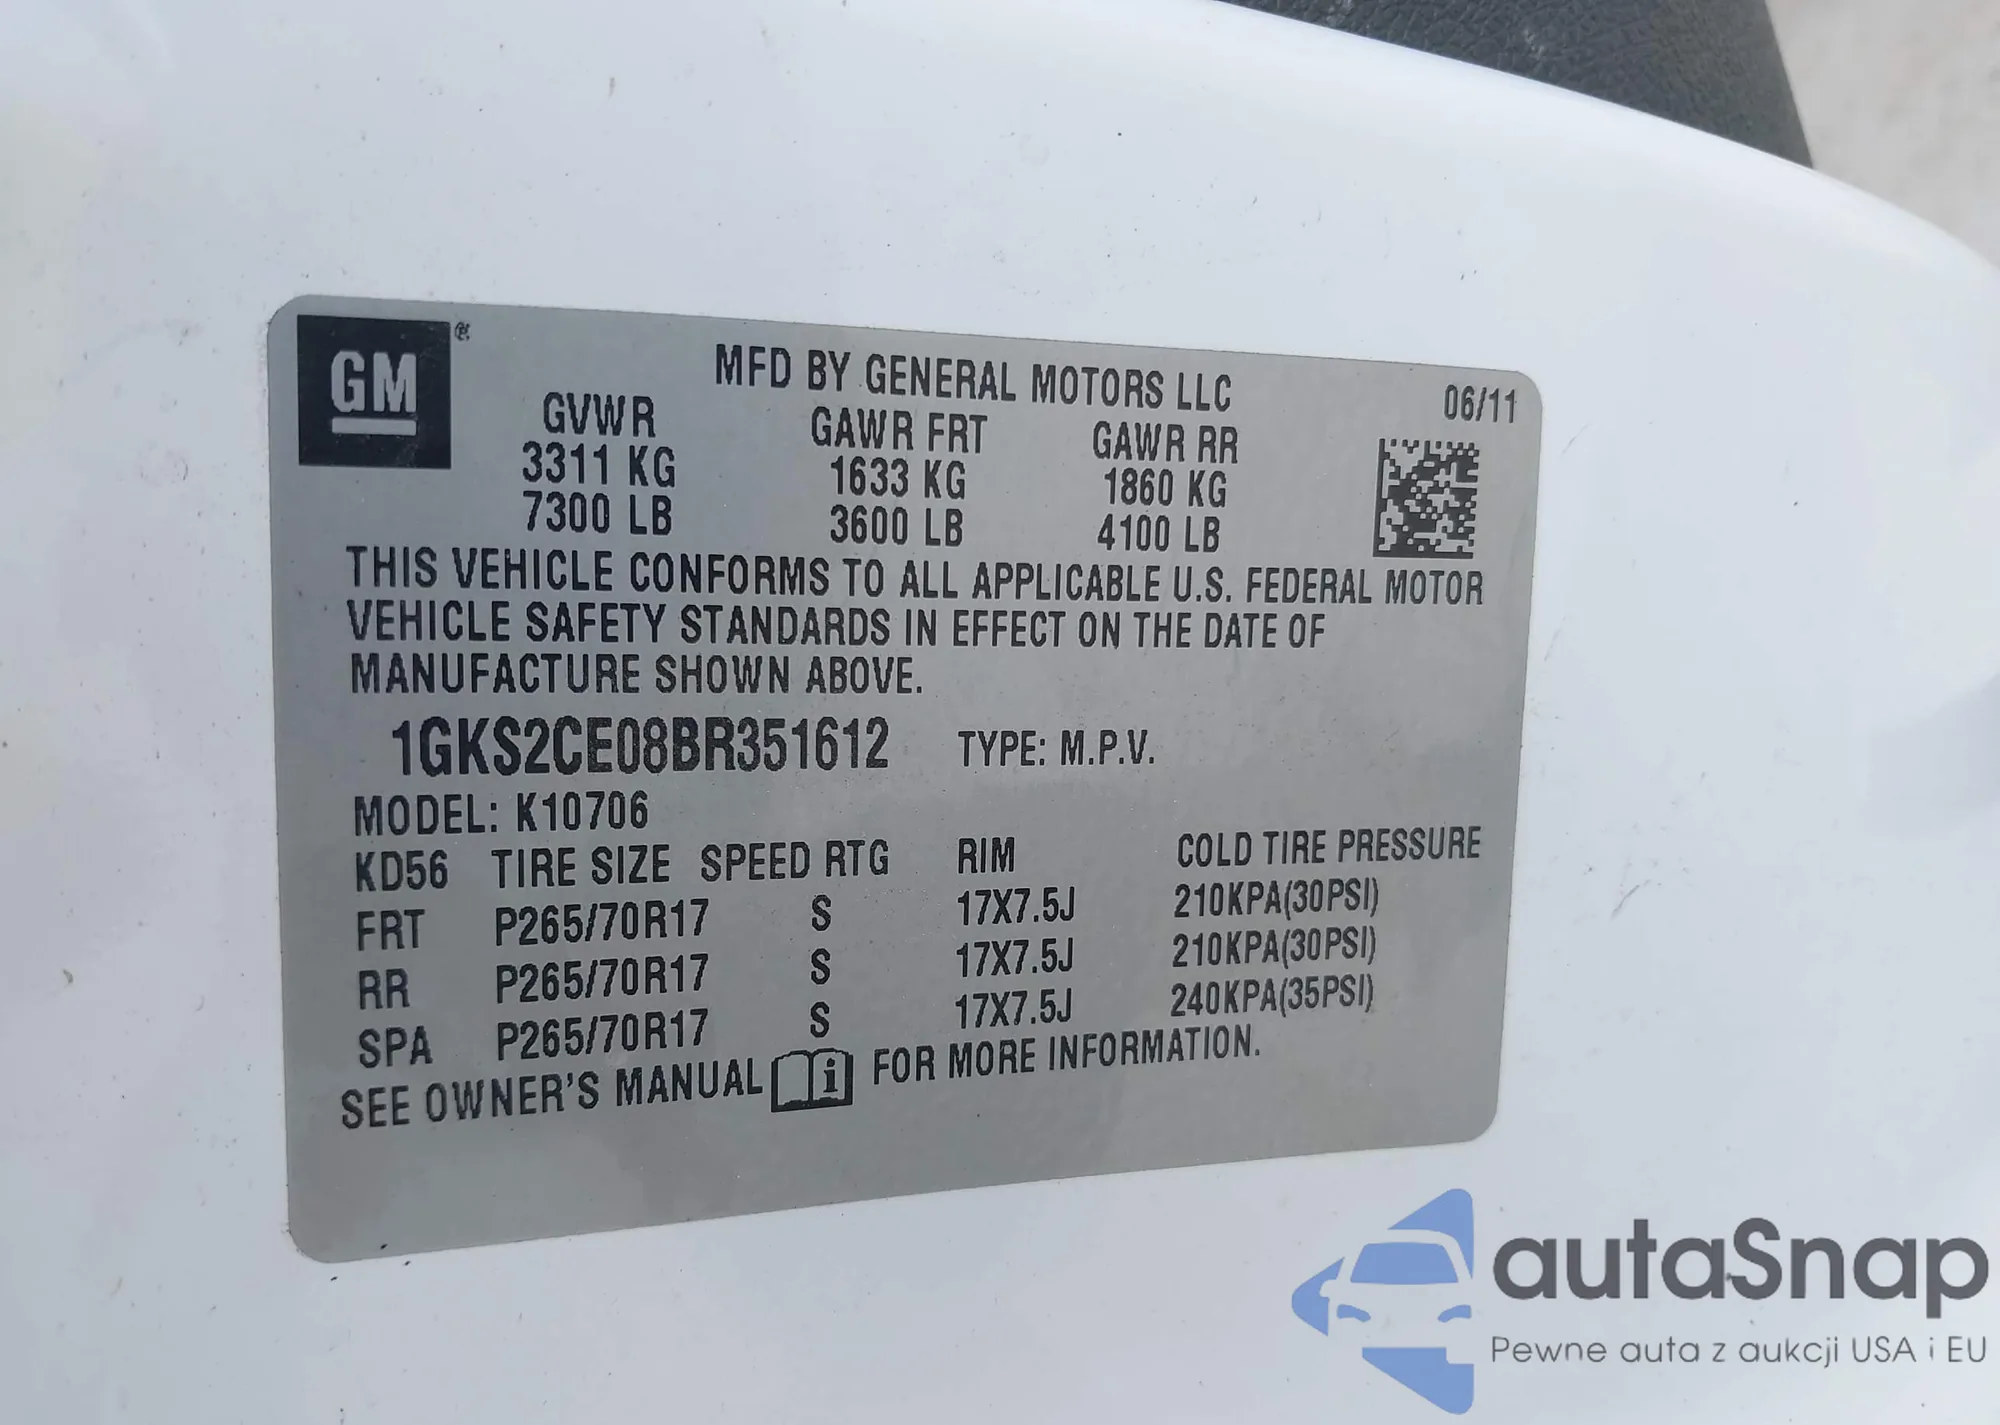 GM®
MFD BY GENERAL MOTORS LLC 06/11
GVWR GAWR FRT GAWR RR
3311 KG 1633 KG 1860 KG
7300 LB 3600 LB 4100 LB
THIS VEHICLE CONFORMS TO ALL APPLICABLE U.S. FEDERAL MOTOR
VEHICLE SAFETY STANDARDS IN EFFECT ON THE DATE OF
MANUFACTURE SHOWN ABOVE.
1GKS2CE08BR351612 TYPE: M.P.V.
MODEL: K10706
KD56 TIRE SIZE SPEED RTG RIM COLD TIRE PRESSURE
FRT P265/70R17 S 17X7.5J 210KPA(30PSI)
RR P265/70R17 S 17X7.5J 210KPA(30PSI)
SPA P265/70R17 S 17X7.5J 240KPA(35PSI)
SEE OWNER'S MANUAL i FOR MORE INFORMATION.
autaSnap
Pewne auta z aukcji USA i EU